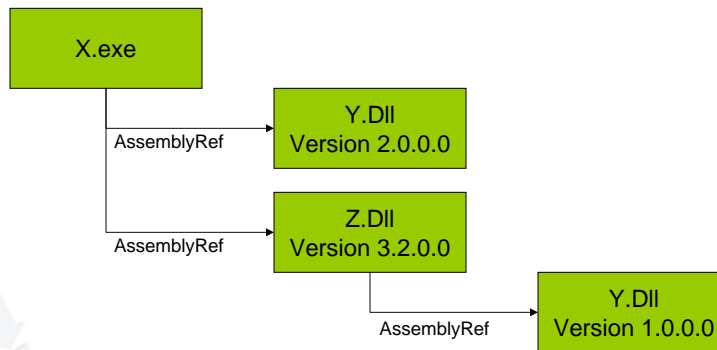 X.exe
Y.Dll
Version 2.0.0.0
AssemblyRef
Z.Dll
Version 3.2.0.0
AssemblyRef
Y.Dll
Version 1.0.0.0
AssemblyRef